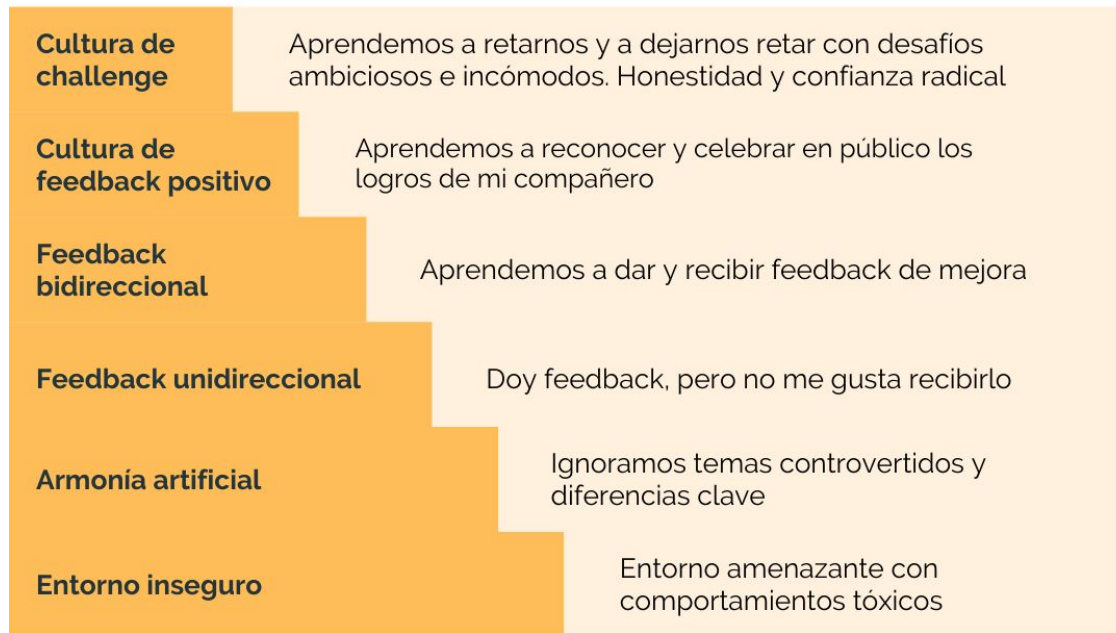 Cultura de
challenge
Aprendemos a retarnos y a dejarnos retar con desafíos
ambiciosos e incómodos. Honestidad y confianza radical
Cultura de
feedback positivo
Aprendemos a reconocer y celebrar en público los
logros de mi compañero
Feedback
bidireccional
Aprendemos a dar y recibir feedback de mejora
Feedback unidireccional
Doy feedback, pero no me gusta recibirlo
Armonía artificial
Ignoramos temas controvertidos y
diferencias clave
Entorno inseguro
Entorno amenazante con
comportamientos tóxicos